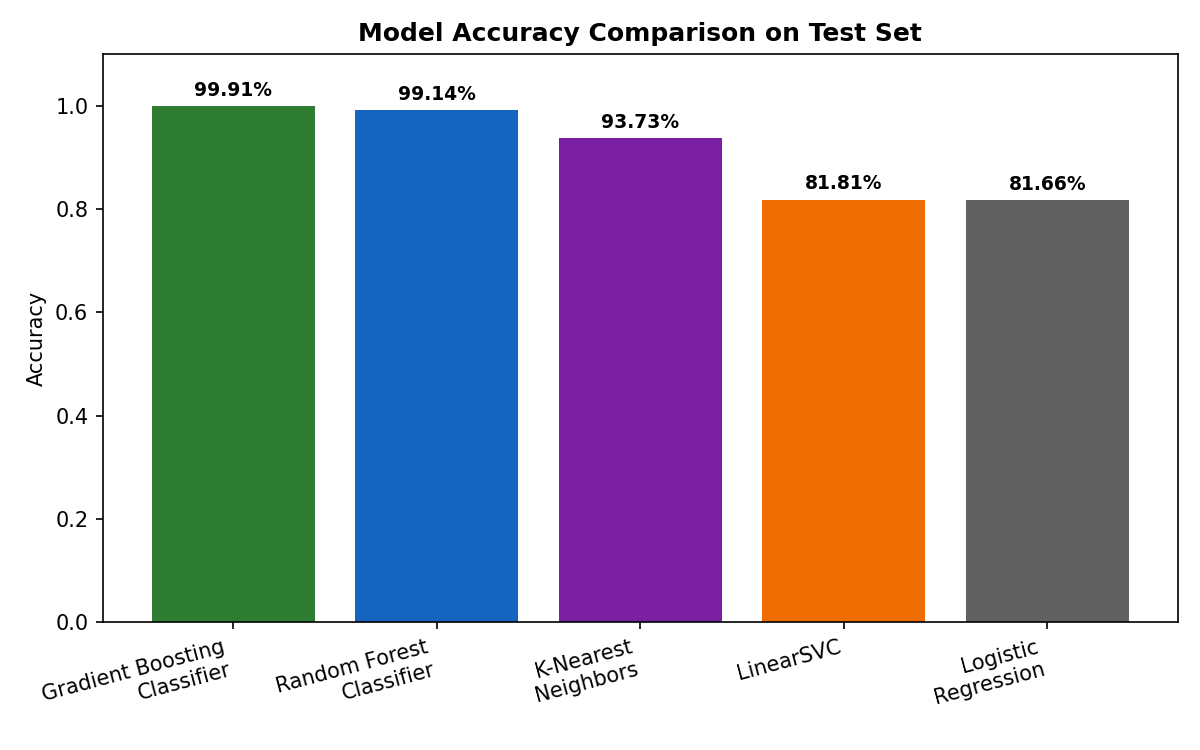 Model Accuracy Comparison on Test Set
99.91%
99.14%
93.73%
81.81%
81.66%
Accuracy
1.0
0.8
0.6
0.4
0.2
0.0
Gradient Boosting
Classifier
Random Forest
Classifier
K-Nearest
Neighbors
LinearSVC
Logistic
Regression